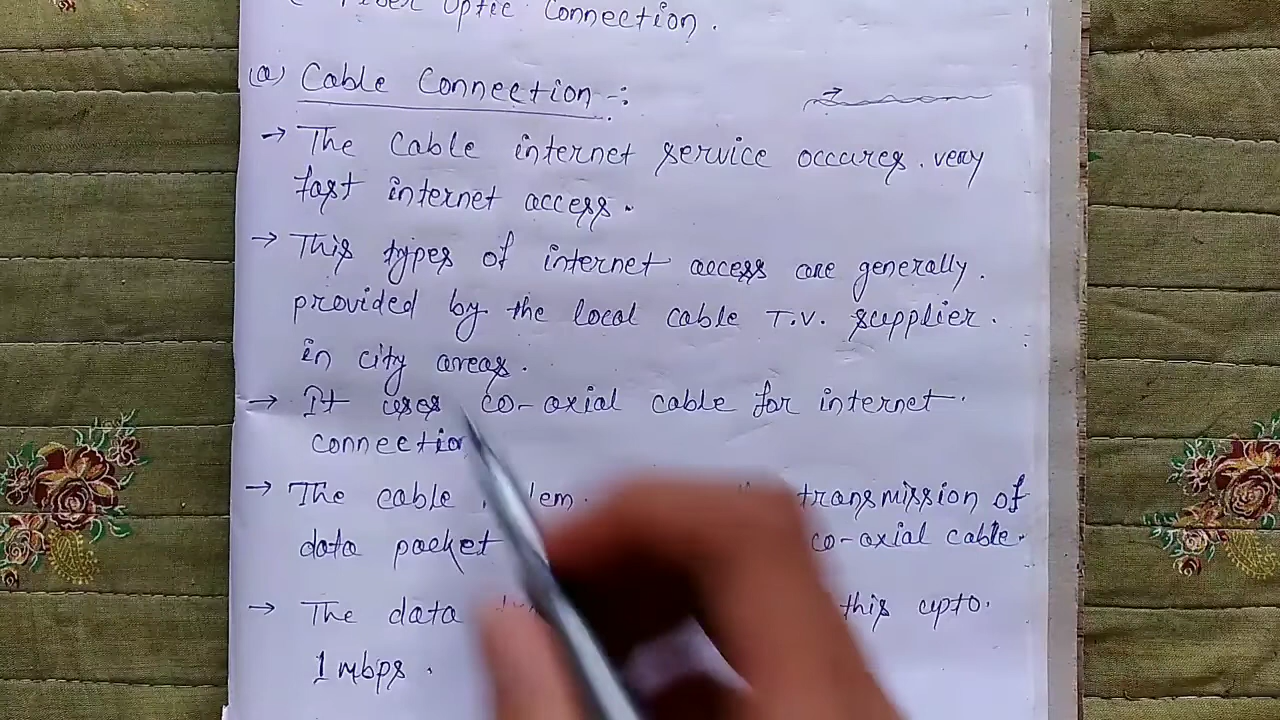 Fiber Optic Connection.
(a) Cable Connection -:
→ The Cable internet service occures. very
fast internet access.
→ This types of internet access are generally.
provided by the local cable T.V. supplier.
in city areas.
→ It uses co-axial cable for internet.
connection
→ The cable transmission of
data packet co-axial cable.
→ The data this upto.
1 mbps.